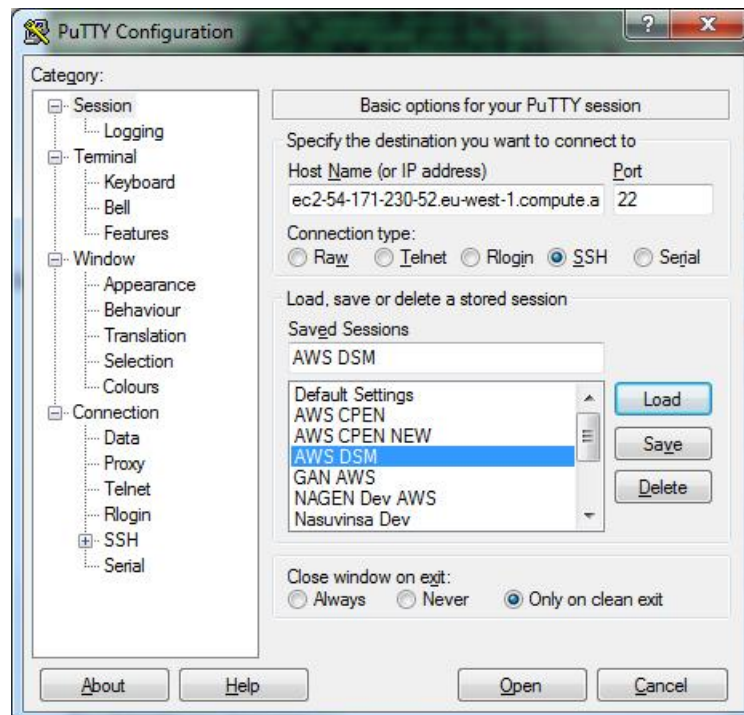 PuTTY Configuration
Category:
Session
Logging
Terminal
Keyboard
Bell
Features
Window
Appearance
Behaviour
Translation
Selection
Colours
Connection
Data
Proxy
Telnet
Rlogin
SSH
Serial
Basic options for your PuTTY session
Specify the destination you want to connect to
Host Name (or IP address) Port
ec2-54-171-230-52.eu-west-1.compute.a 22
Connection type:
Raw Telnet Rlogin SSH Serial
Load, save or delete a stored session
Saved Sessions
AWS DSM
Default Settings
AWS CPEN
AWS CPEN NEW
AWS DSM
GAN AWS
NAGEN Dev AWS
Nasuvinsa Dev
Load
Save
Delete
Close window on exit:
Always Never Only on clean exit
About Help Open Cancel